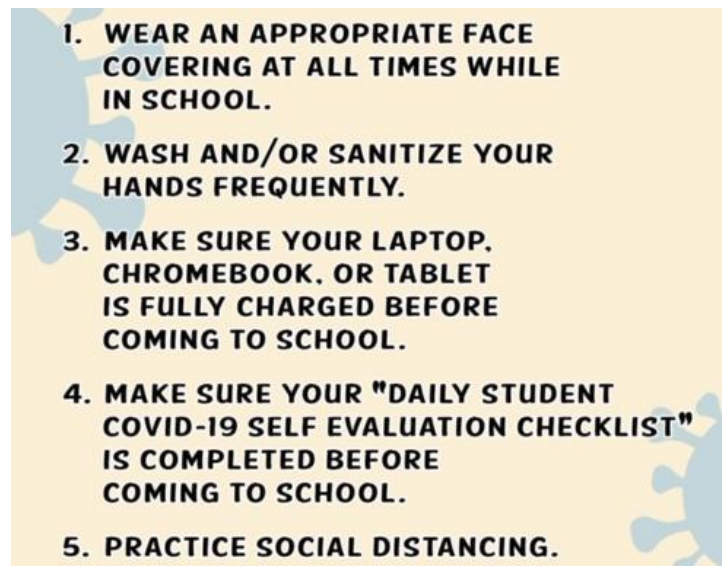 1. WEAR AN APPROPRIATE FACE
COVERING AT ALL TIMES WHILE
IN SCHOOL.
2. WASH AND/OR SANITIZE YOUR
HANDS FREQUENTLY.
3. MAKE SURE YOUR LAPTOP,
CHROMEBOOK, OR TABLET
IS FULLY CHARGED BEFORE
COMING TO SCHOOL.
4. MAKE SURE YOUR "DAILY STUDENT
COVID-19 SELF EVALUATION CHECKLIST"
IS COMPLETED BEFORE
COMING TO SCHOOL.
5. PRACTICE SOCIAL DISTANCING.